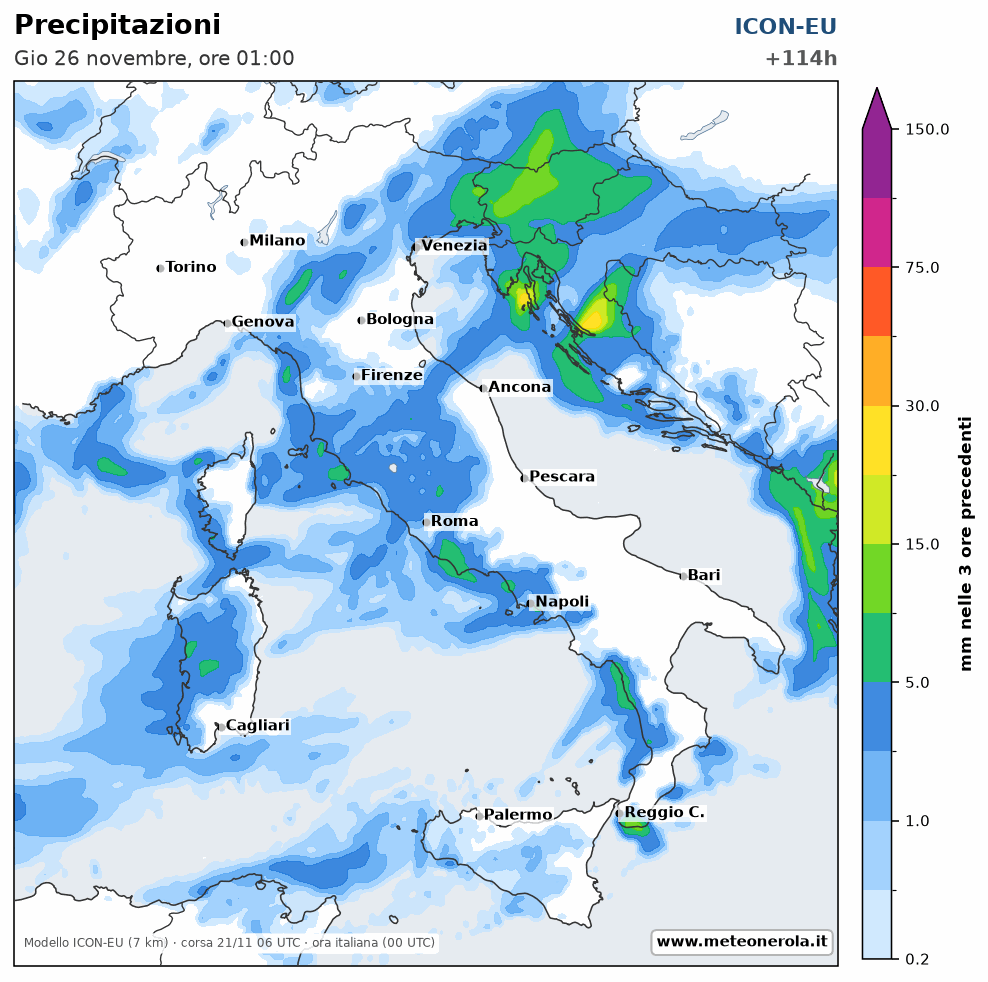 Precipitazioni
ICON-EU
Gio 26 novembre, ore 01:00
+114h
Milano
Venezia
Torino
Genova
Bologna
Firenze
Ancona
Pescara
Roma
Bari
Napoli
Cagliari
Palermo
Reggio C.
150.0
75.0
30.0
15.0
5.0
1.0
0.2
mm nelle 3 ore precedenti
Modello ICON-EU (7 km) · corsa 21/11 06 UTC · ora italiana (00 UTC)
www.meteonerola.it